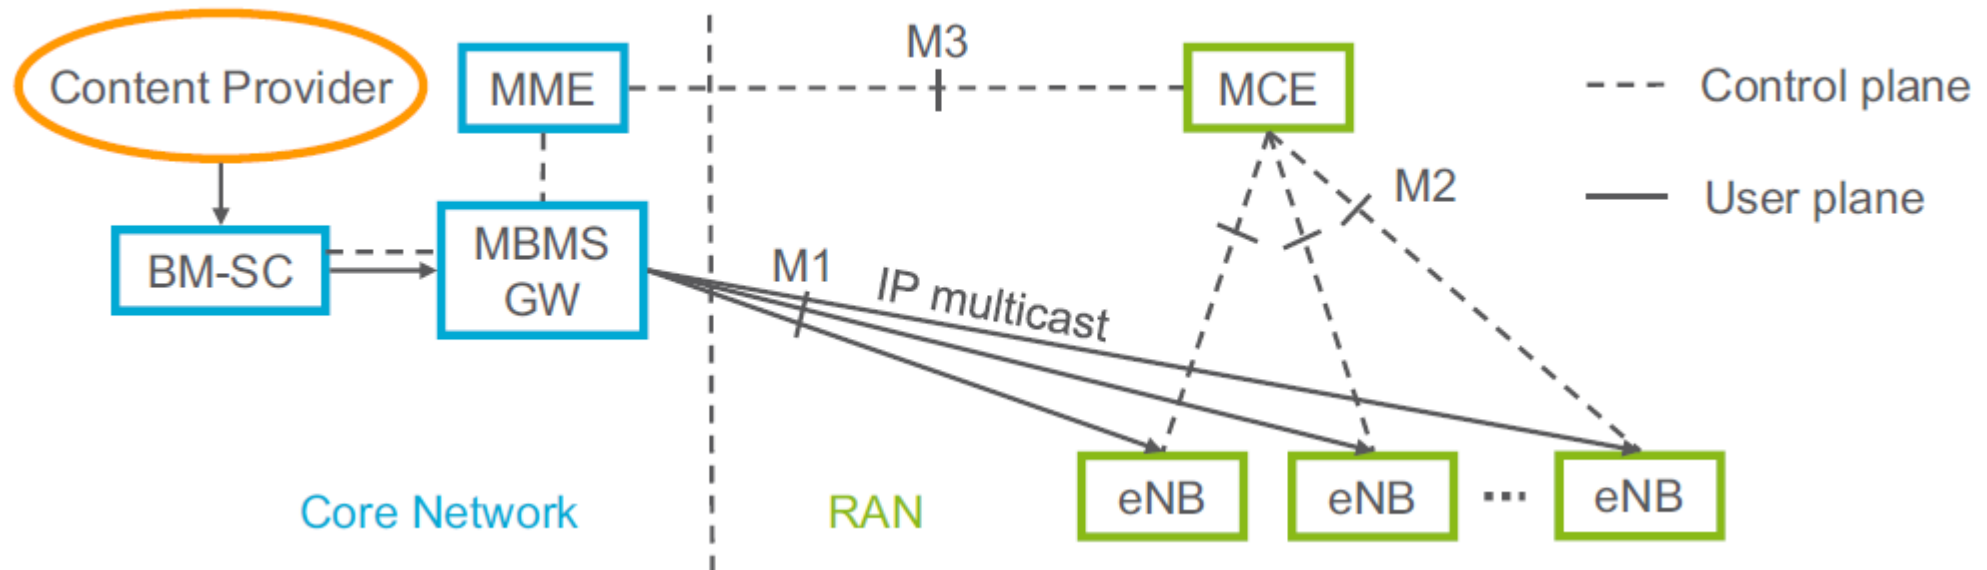 M3
Content Provider
MME
MCE
Control plane
M2
User plane
BM-SC
MBMS
GW
M1
IP multicast
eNB
eNB
...
eNB
Core Network
RAN